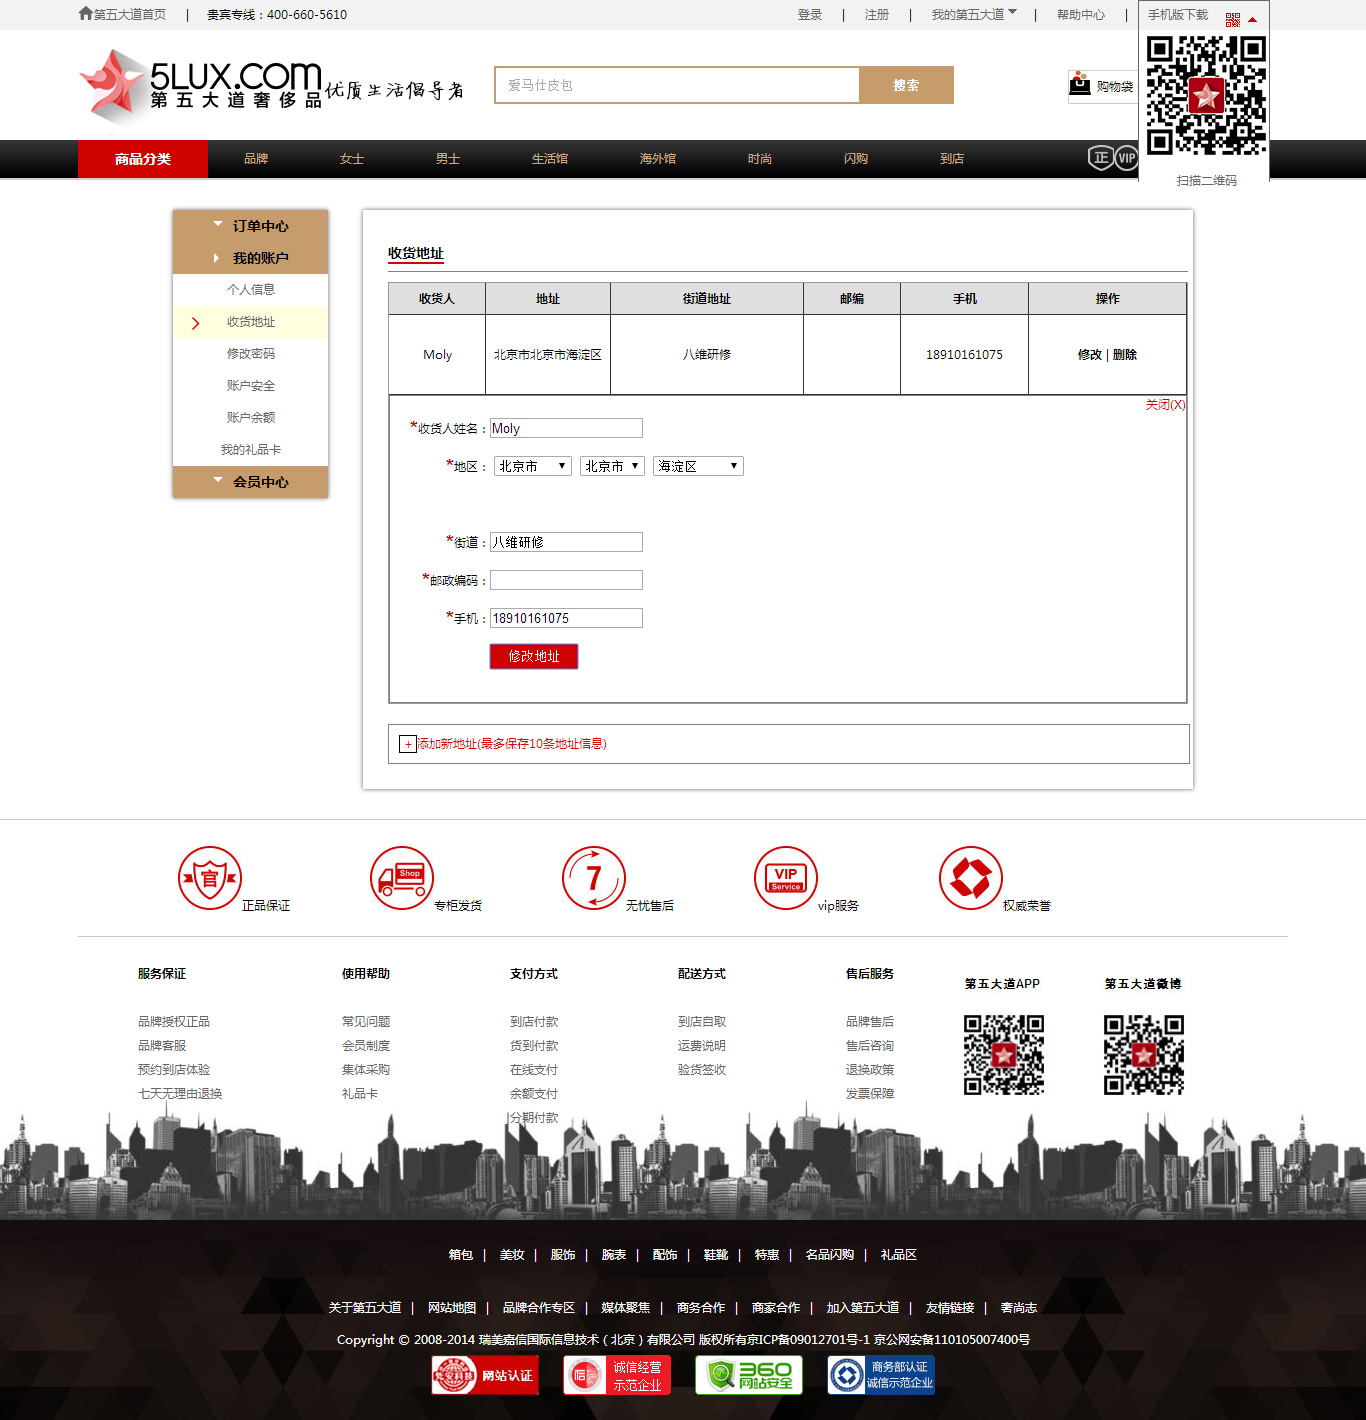 第五大道首页 | 贵宾专线：400-660-5610 登录 | 注册 | 我的第五大道 | 帮助中心 | 手机版下载
5LUX.com
第五大道奢侈品 优质生活倡导者
爱马仕皮包 搜索
购物袋
商品分类 品牌 女士 男士 生活馆 海外馆 时尚 闪购 到店 正 VIP
扫描二维码
订单中心
我的账户
个人信息
收货地址
修改密码
账户安全
账户余额
我的礼品卡
会员中心
收货地址
收货人 地址 街道地址 邮编 手机 操作
Moly 北京市北京市海淀区 八维研修 18910161075 修改 | 删除
关闭(X)
*收货人姓名：Moly
*地区：北京市 北京市 海淀区
*街道：八维研修
*邮政编码：
*手机：18910161075
修改地址
+添加新地址(最多保存10条地址信息)
官 正品保证 Shop 专柜发货 7 无忧售后 VIP Service vip服务 权威荣誉
服务保证 使用帮助 支付方式 配送方式 售后服务 第五大道APP 第五大道微博
品牌授权正品 常见问题 到店付款 到店自取 品牌售后
品牌客服 会员制度 货到付款 运费说明 售后咨询
预约到店体验 集体采购 在线支付 验货签收 退换政策
七天无理由退换 礼品卡 余额支付 发票保障
分期付款
箱包 | 美妆 | 服饰 | 腕表 | 配饰 | 鞋靴 | 特惠 | 名品闪购 | 礼品区
关于第五大道 | 网站地图 | 品牌合作专区 | 媒体聚焦 | 商务合作 | 商家合作 | 加入第五大道 | 友情链接 | 奢尚志
Copyright © 2008-2014 瑞美嘉信国际信息技术（北京）有限公司 版权所有京ICP备09012701号-1 京公网安备110105007400号
网站认证 诚信经营 示范企业 360 网站安全 商务部认证 诚信示范企业